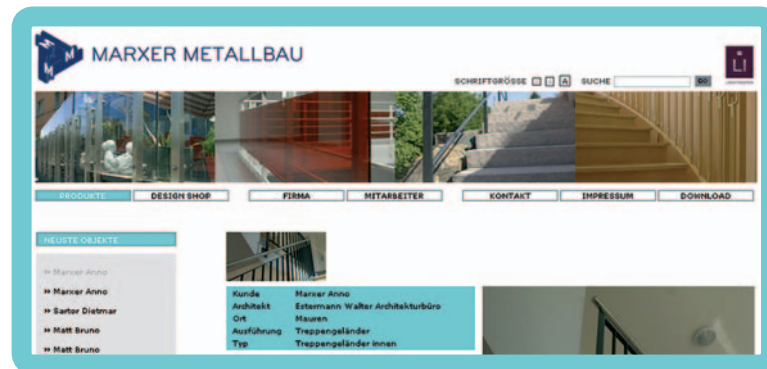 MARXER METALLBAU
SCHRIFTGRÖSSE A SUCHE GO
LI
PRODUKTE DESIGN SHOP FIRMA MITARBEITER KONTAKT IMPRESSUM DOWNLOAD
NEUSTE OBJEKTE
» Marxer Anno
» Marxer Anno
» Sartor Dietmar
» Matt Bruno
» Matt Bruno
Kunde Marxer Anno
Architekt Estermann Walter Architekturbüro
Ort Mauren
Ausführung Treppengeländer
Typ Treppengeländer innen